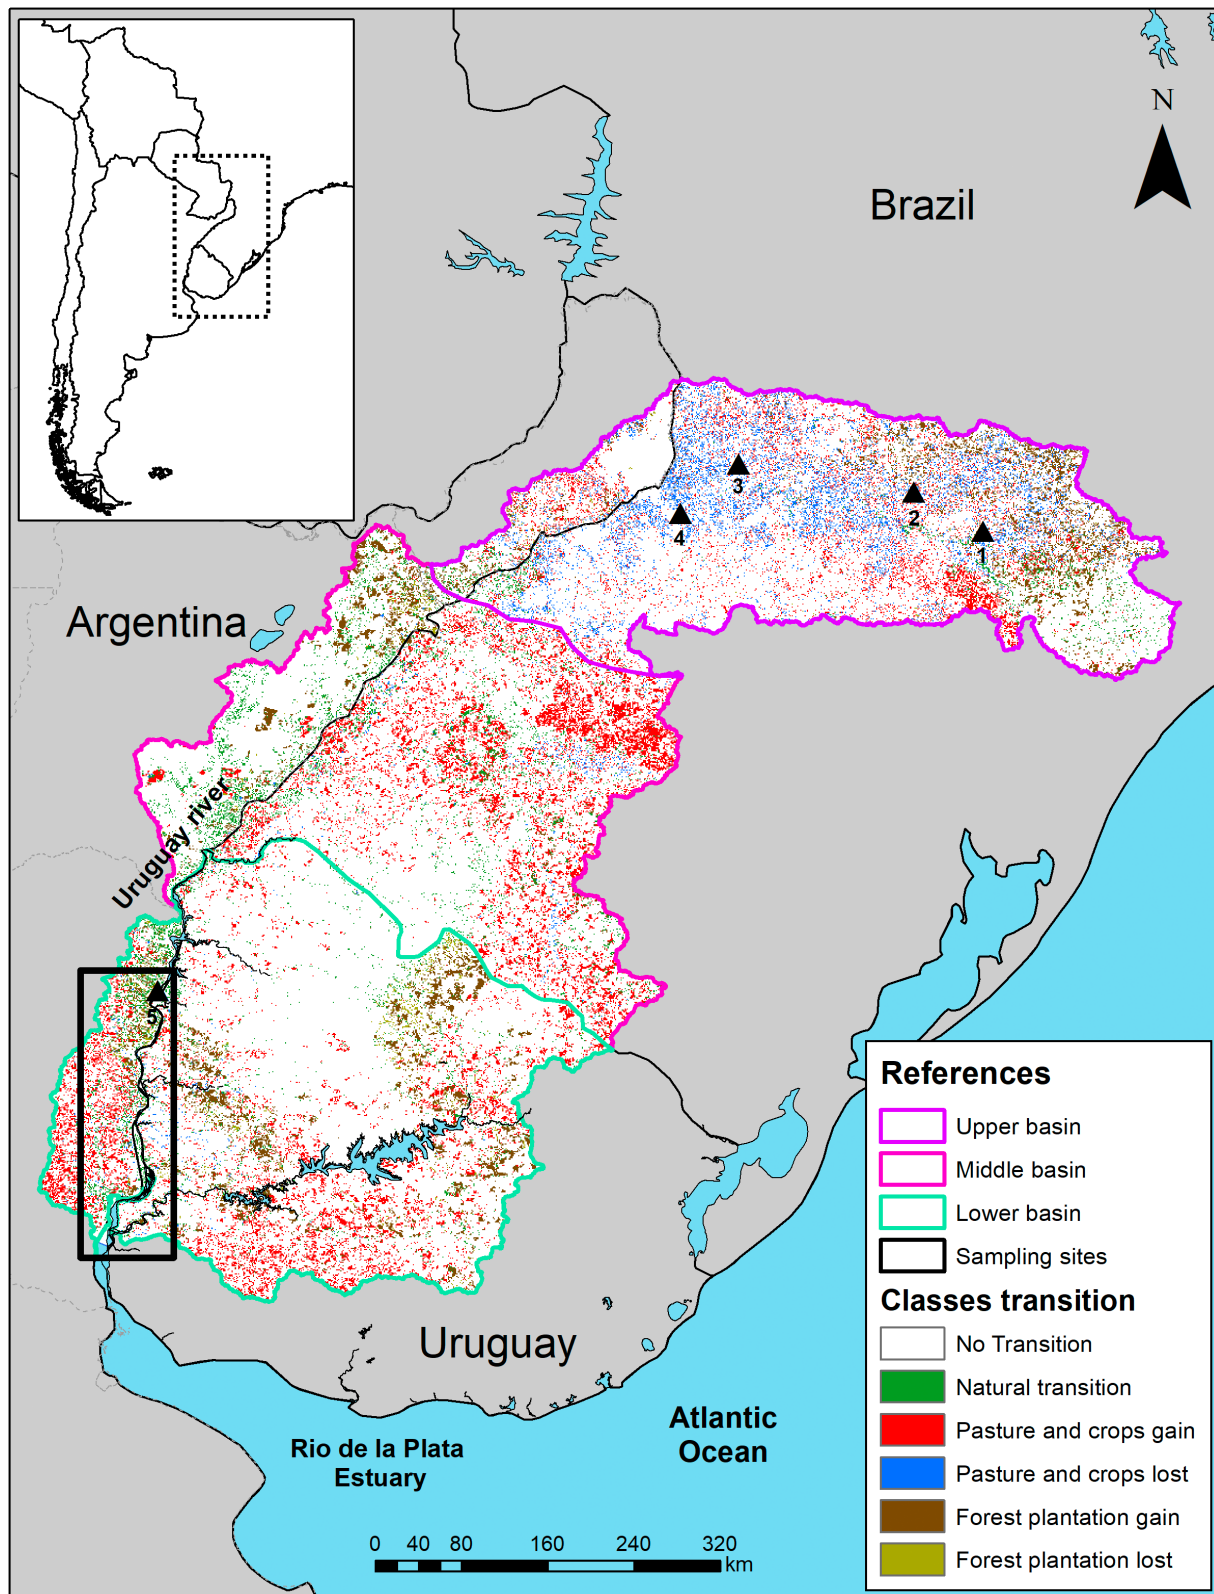 N
Brazil
3
2
4
1
Argentina
Uruguay river
5
References
Upper basin
Middle basin
Lower basin
Sampling sites
Classes transition
No Transition
Natural transition
Pasture and crops gain
Pasture and crops lost
Forest plantation gain
Forest plantation lost
Uruguay
Atlantic
Ocean
Rio de la Plata
Estuary
0 40 80 160 240 320
km